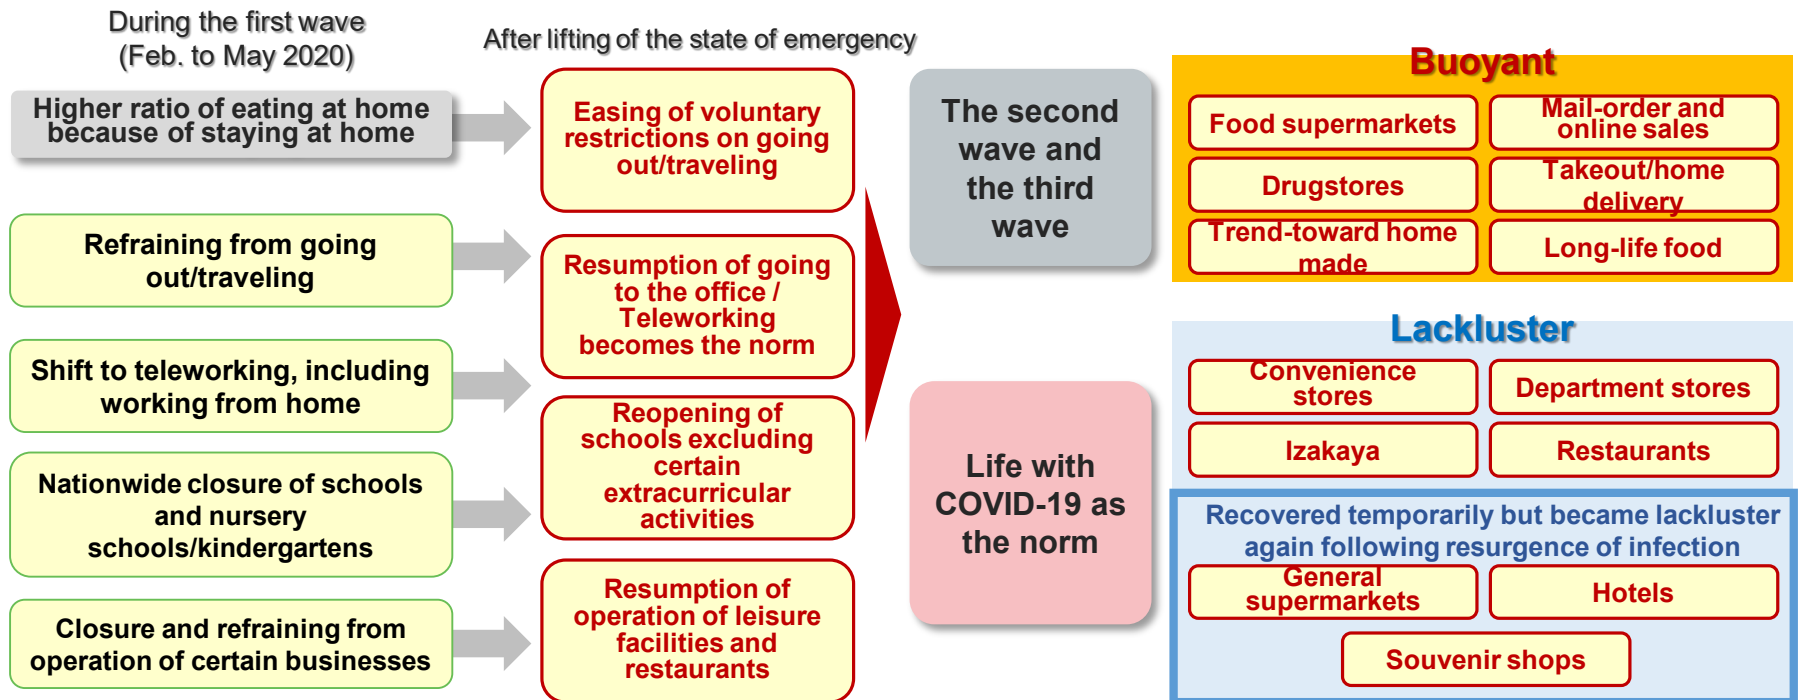 During the first wave
(Feb. to May 2020)
Higher ratio of eating at home
because of staying at home
Refraining from going
out/traveling
Shift to teleworking, including
working from home
Nationwide closure of schools
and nursery
schools/kindergartens
Closure and refraining from
operation of certain businesses
After lifting of the state of emergency
Easing of voluntary
restrictions on going
out/traveling
Resumption of going
to the office /
Teleworking
becomes the norm
Reopening of
schools excluding
certain
extracurricular
activities
Resumption of
operation of leisure
facilities and
restaurants
The second
wave and
the third
wave
Life with
COVID-19 as
the norm
Buoyant
Food supermarkets
Mail-order and
online sales
Drugstores
Takeout/home
delivery
Trend-toward home
made
Long-life food
Lackluster
Convenience
stores
Department stores
Izakaya
Restaurants
Recovered temporarily but became lackluster
again following resurgence of infection
General
supermarkets
Hotels
Souvenir shops